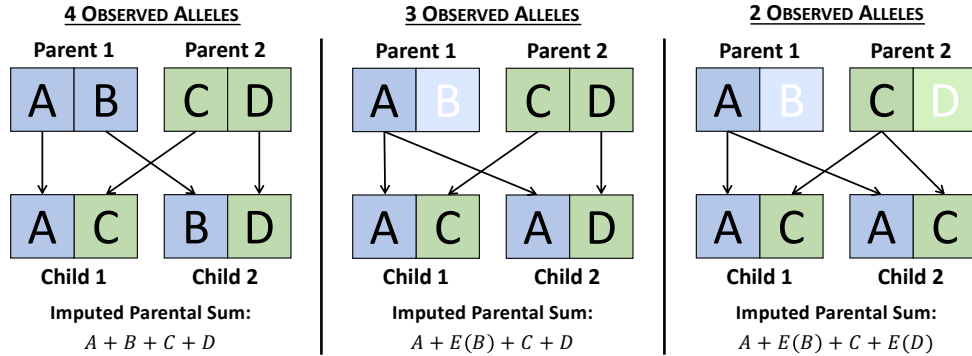 4 OBSERVED ALLELES
Parent 1 Parent 2
A B C D
A C B D
Child 1 Child 2
Imputed Parental Sum:
A + B + C + D
3 OBSERVED ALLELES
Parent 1 Parent 2
A B C D
A C A D
Child 1 Child 2
Imputed Parental Sum:
A + E(B) + C + D
2 OBSERVED ALLELES
Parent 1 Parent 2
A B C D
A C A C
Child 1 Child 2
Imputed Parental Sum:
A + E(B) + C + E(D)